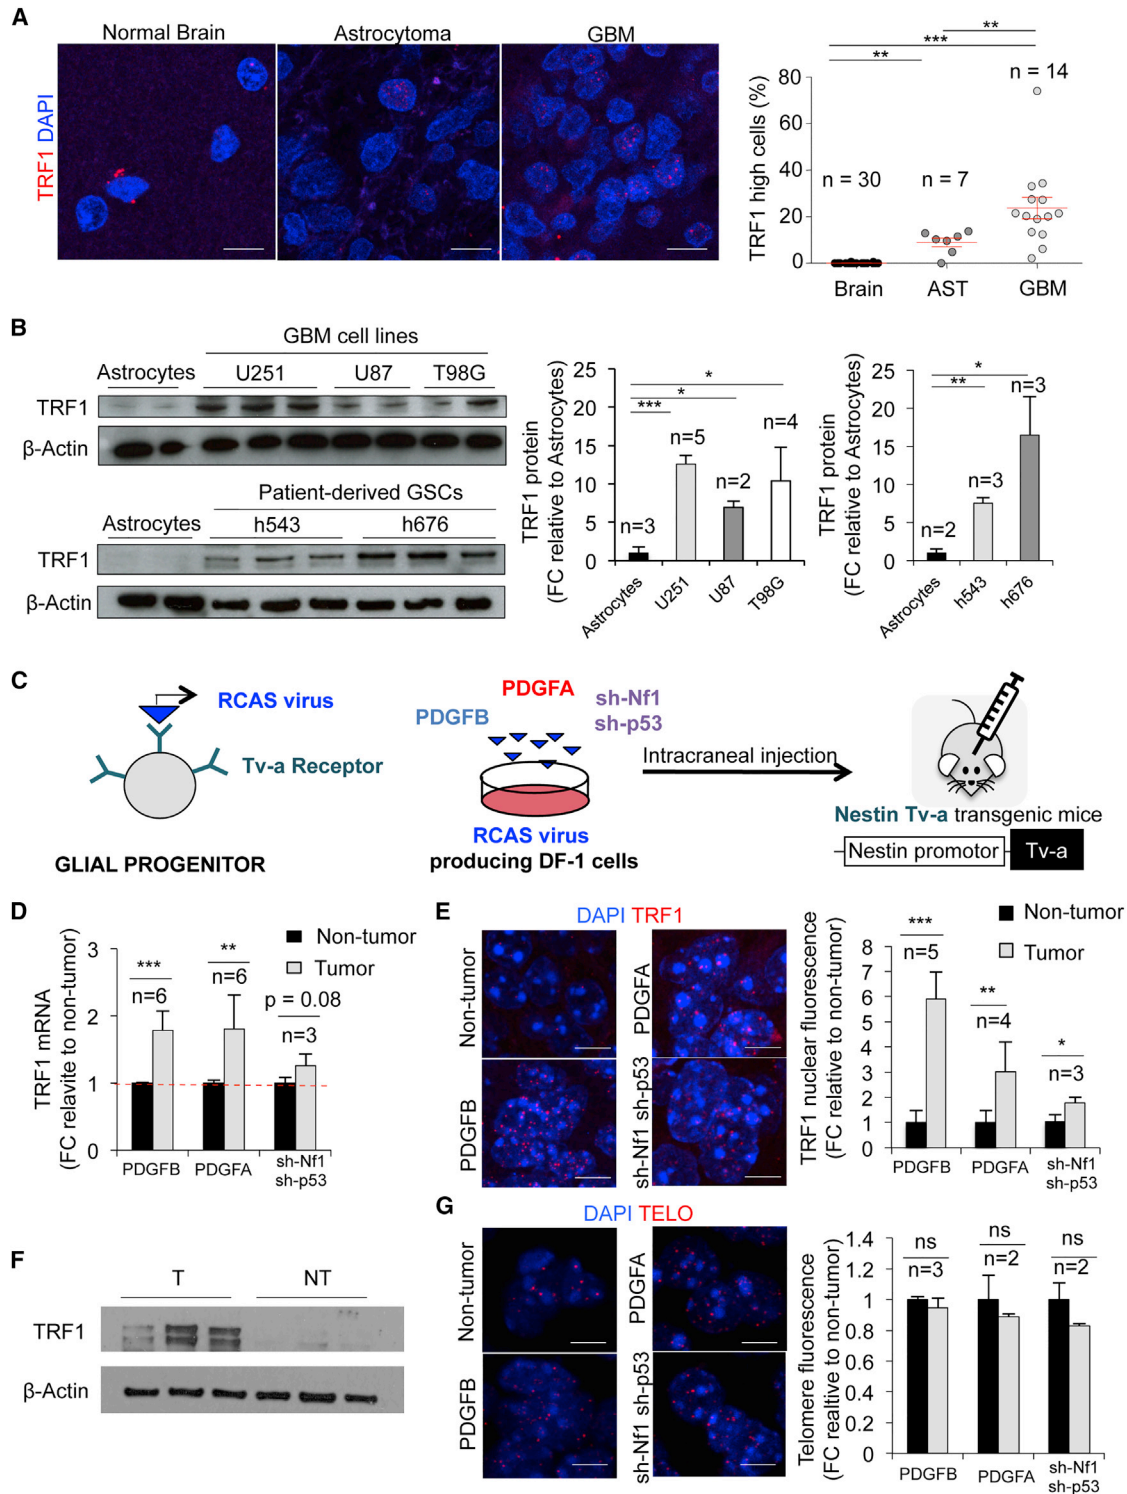 A
Normal Brain
Astrocytoma
GBM
TRF1 DAPI
TRF1 high cells (%)
80
60
40
20
0
**
***
**
n = 30
n = 7
n = 14
Brain
AST
GBM
B
GBM cell lines
Astrocytes
U251
U87
T98G
TRF1
β-Actin
Patient-derived GSCs
Astrocytes
h543
h676
TRF1
β-Actin
TRF1 protein
(FC relative to Astrocytes)
25
20
15
10
5
0
*
*
***
n=3
n=5
n=2
n=4
Astrocytes
U251
U87
T98G
TRF1 protein
(FC relative to Astrocytes)
25
20
15
10
5
0
*
**
n=2
n=3
n=3
Astrocytes
h543
h676
C
RCAS virus
Tv-a Receptor
GLIAL PROGENITOR
PDGFA
PDGFB
sh-Nf1
sh-p53
RCAS virus
producing DF-1 cells
Intracraneal injection
Nestin Tv-a transgenic mice
Nestin promotor
Tv-a
D
TRF1 mRNA
(FC relavite to non-tumor)
3
2
1
0
Non-tumor
Tumor
***
n=6
**
n=6
p = 0.08
n=3
PDGFB
PDGFA
sh-Nf1
sh-p53
E
DAPI TRF1
Non-tumor
PDGFA
PDGFB
sh-Nf1 sh-p53
TRF1 nuclear fluorescence
(FC relative to non-tumor)
8
7
6
5
4
3
2
1
0
Non-tumor
Tumor
***
n=5
**
n=4
*
n=3
PDGFB
PDGFA
sh-Nf1
sh-p53
F
T
NT
TRF1
β-Actin
G
DAPI TELO
Non-tumor
PDGFA
PDGFB
sh-Nf1 sh-p53
Telomere fluorescence
(FC realtive to non-tumor)
1.4
1.2
1
0.8
0.6
0.4
0.2
0
ns
n=3
ns
n=2
ns
n=2
PDGFB
PDGFA
sh-Nf1
sh-p53